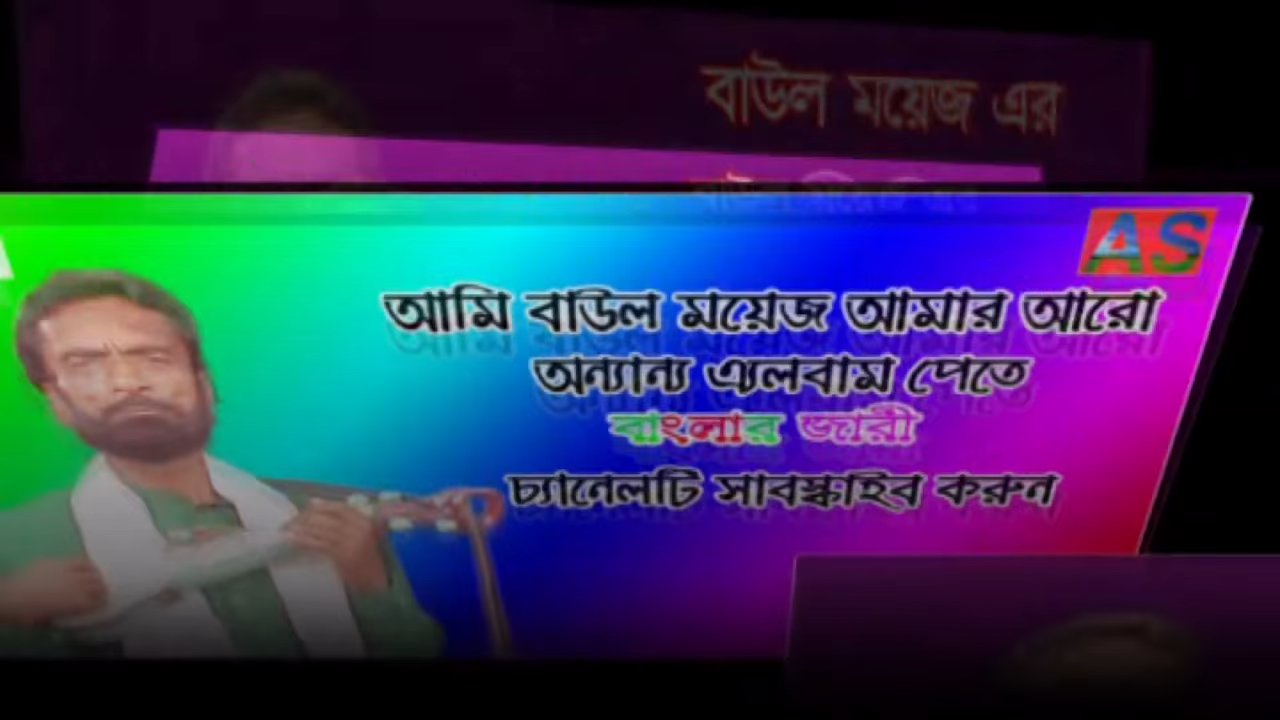 বাউল ময়েজ এর
AS
আমি বাউল ময়েজ আমার আরো
অন্যান্য এ্যলবাম পেতে
বাংলার জারী
চ্যানেলটি সাবস্ক্রাইব করুন